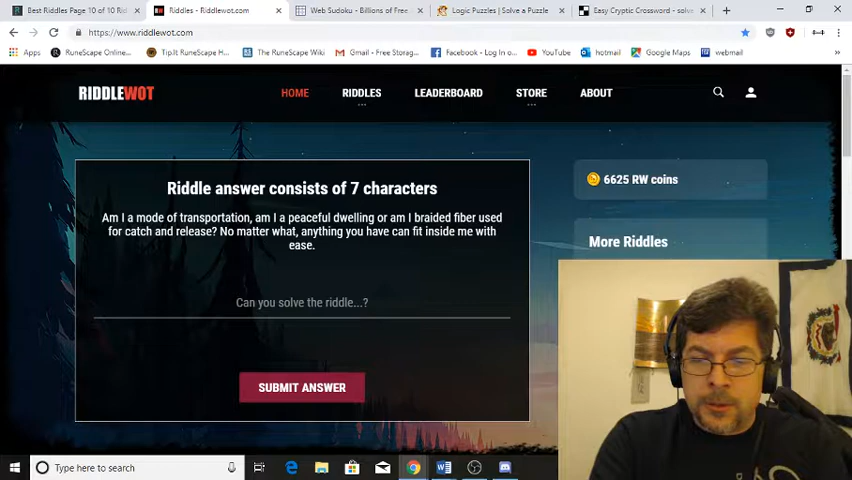 Best Riddles Page 10 of 10 Ridd
Riddles - Riddlewot.com
Web Sudoku - Billions of Free
Logic Puzzles | Solve a Puzzle
Easy Cryptic Crossword - solve
https://www.riddlewot.com
Apps
RuneScape Online...
Tip.It RuneScape H...
The RuneScape Wiki
Gmail - Free Storag...
Facebook - Log In o...
YouTube
hotmail
Google Maps
webmail
RIDDLEWOT
HOME
RIDDLES
LEADERBOARD
STORE
ABOUT
Riddle answer consists of 7 characters
6625 RW coins
Am I a mode of transportation, am I a peaceful dwelling or am I braided fiber used
for catch and release? No matter what, anything you have can fit inside me with
ease.
More Riddles
Can you solve the riddle...?
SUBMIT ANSWER
Type here to search